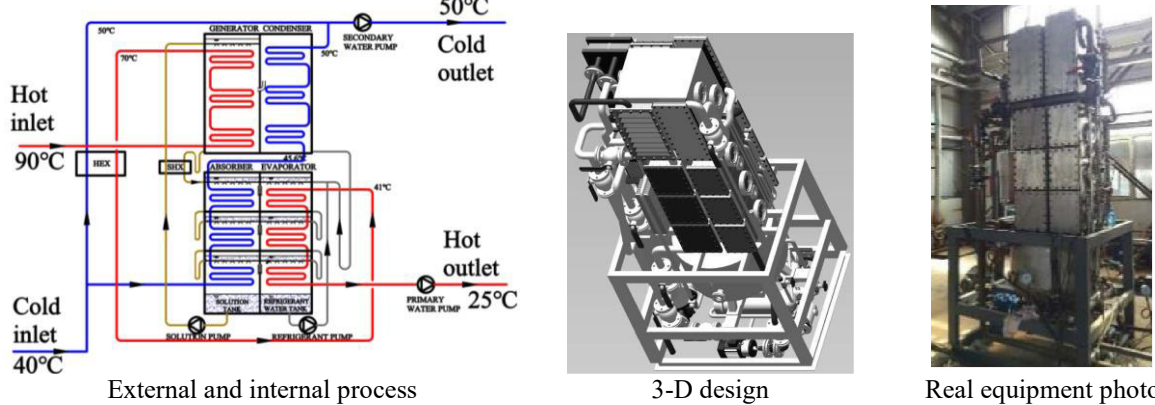 50℃
50℃
GENERATOR CONDENSER
SECONDARY
WATER PUMP
Cold
outlet
70℃
50℃
Hot
inlet
90℃
HEX
SHX
45.6℃
ABSORBER EVAPORATOR
41℃
Hot
outlet
25℃
PRIMARY
WATER PUMP
Cold
inlet
40℃
SOLUTION
TANK
REFRIGERANT
WATER TANK
SOLUTION PUMP
REFRIGERANT PUMP
External and internal process
3-D design
Real equipment photo